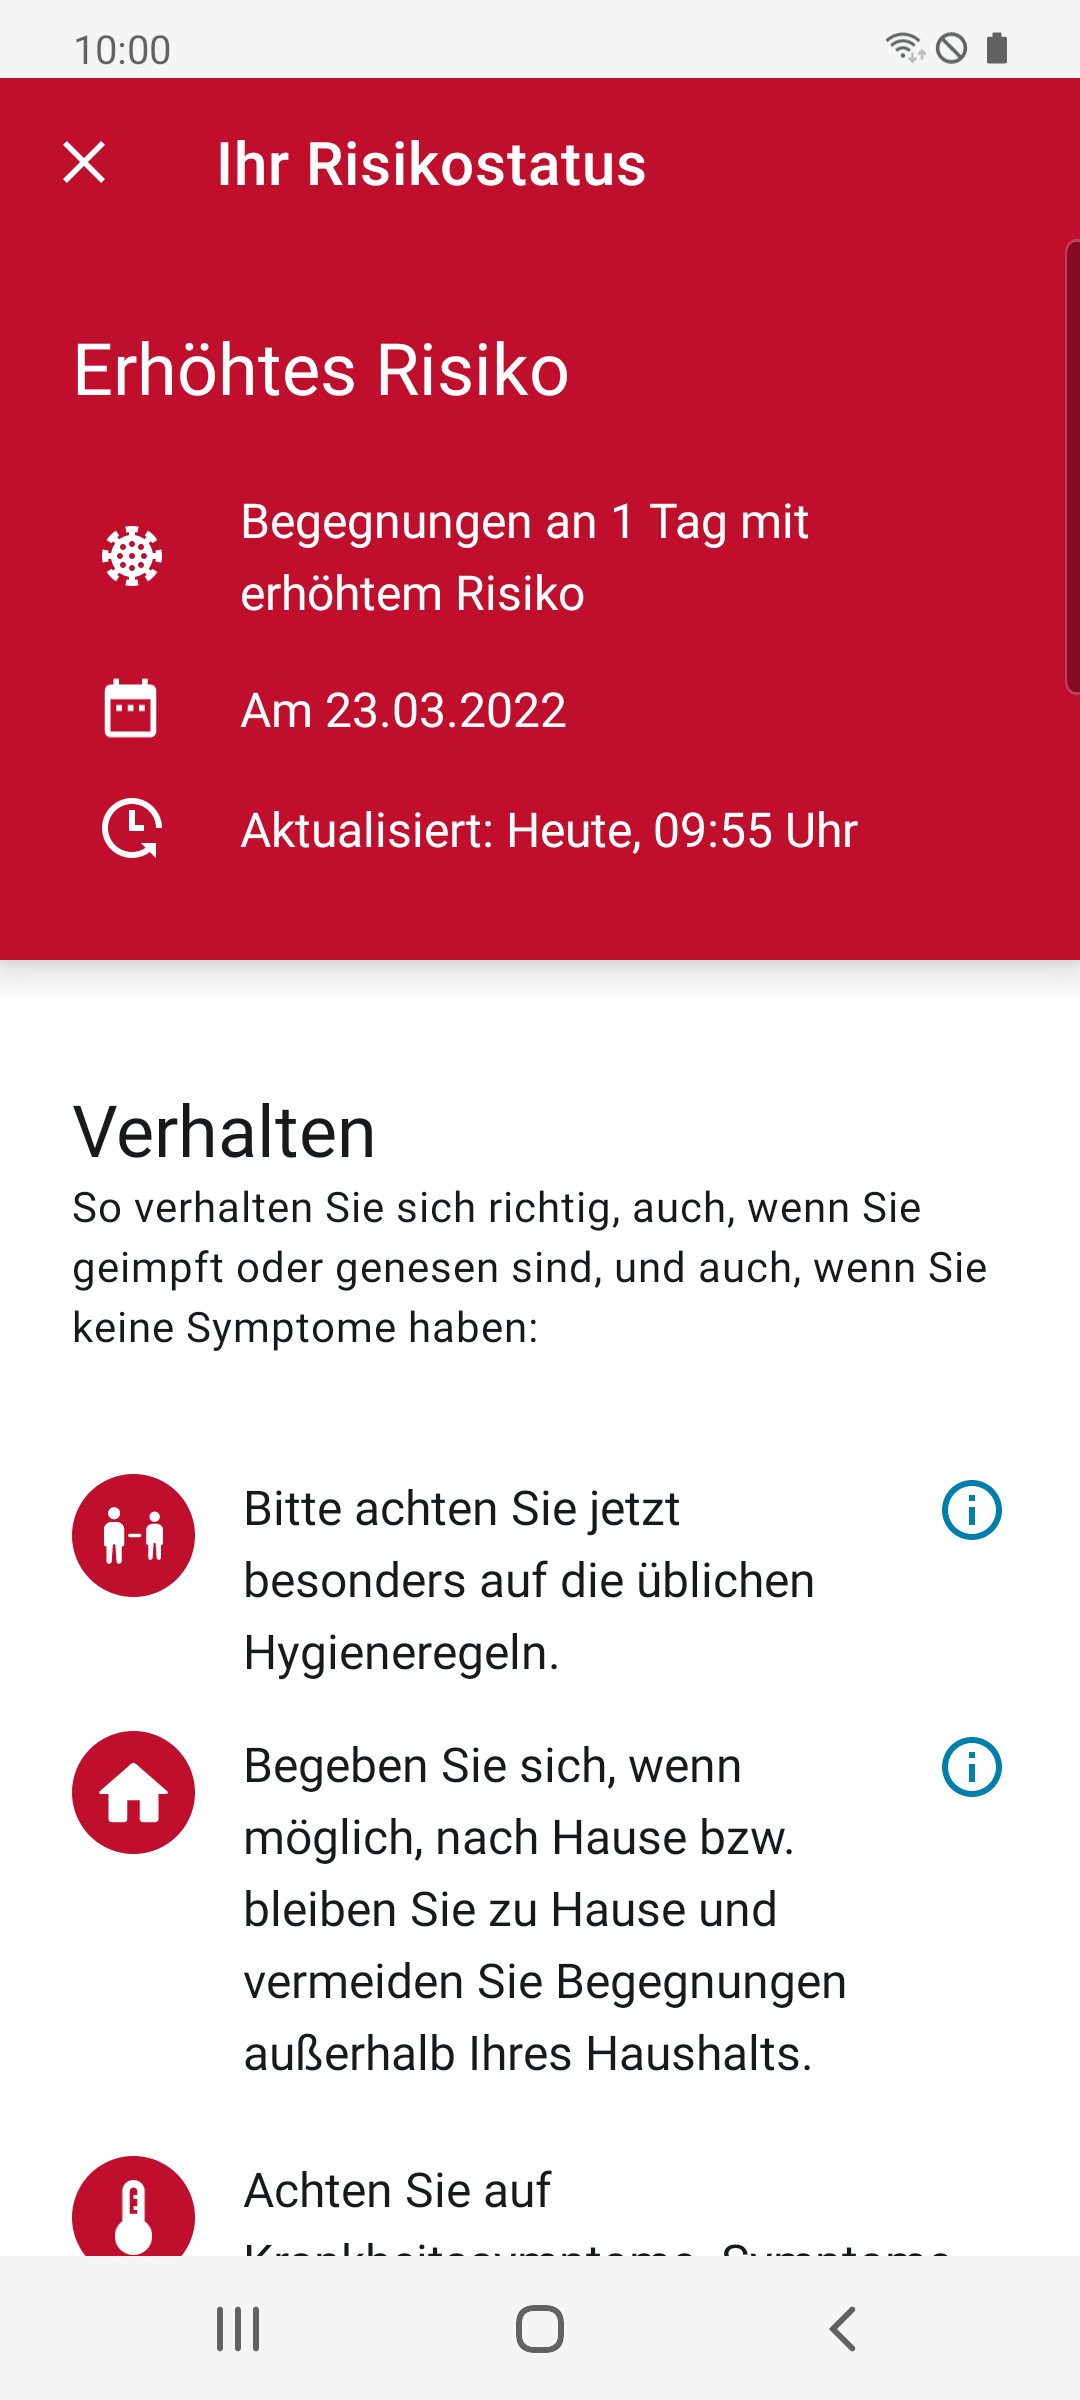 10:00
Ihr Risikostatus
Erhöhtes Risiko
Begegnungen an 1 Tag mit
erhöhtem Risiko
Am 23.03.2022
Aktualisiert: Heute, 09:55 Uhr
Verhalten
So verhalten Sie sich richtig, auch, wenn Sie
geimpft oder genesen sind, und auch, wenn Sie
keine Symptome haben:
Bitte achten Sie jetzt
besonders auf die üblichen
Hygieneregeln.
Begeben Sie sich, wenn
möglich, nach Hause bzw.
bleiben Sie zu Hause und
vermeiden Sie Begegnungen
außerhalb Ihres Haushalts.
Achten Sie auf
Krankheitssymptome. Symptome